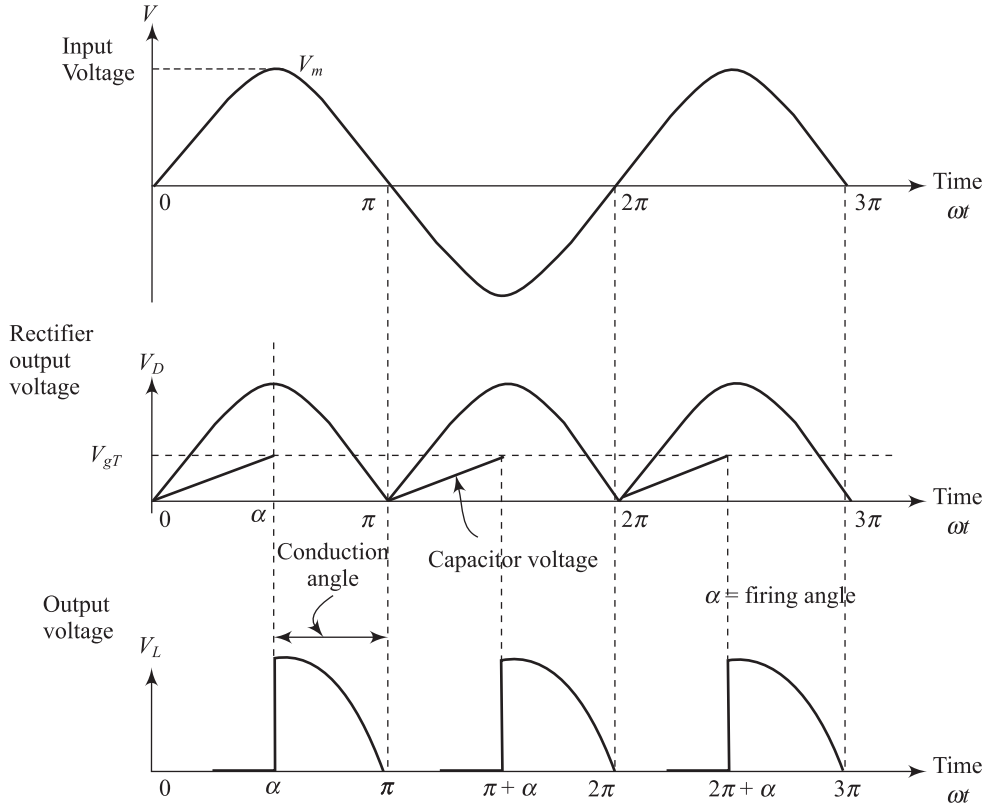 V
Input
Voltage
V_m
0 π 2π 3π
Time
ωt
Rectifier
output
voltage
V_D
V_gT
0 α π 2π 3π
Time
ωt
Conduction
angle
Capacitor voltage
α = firing angle
Output
voltage
V_L
0 α π π + α 2π 2π + α 3π
Time
ωt